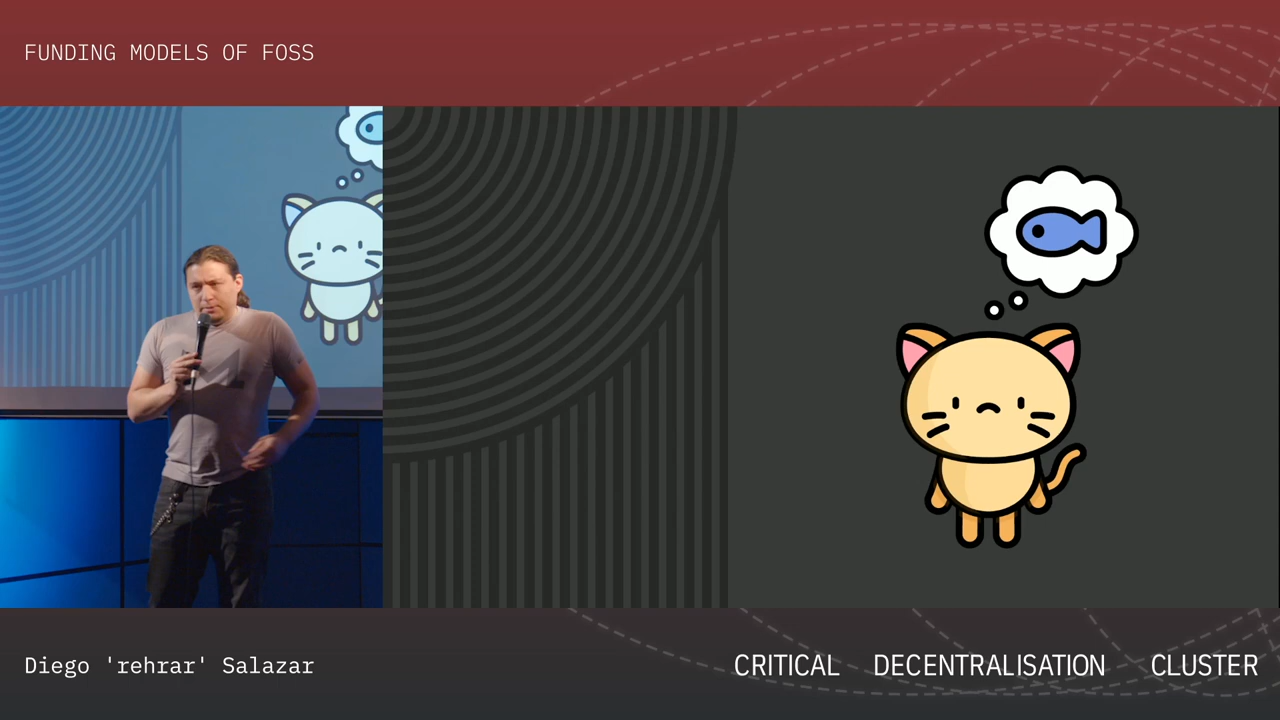 FUNDING MODELS OF FOSS
Diego 'rehrar' Salazar
CRITICAL DECENTRALISATION CLUSTER